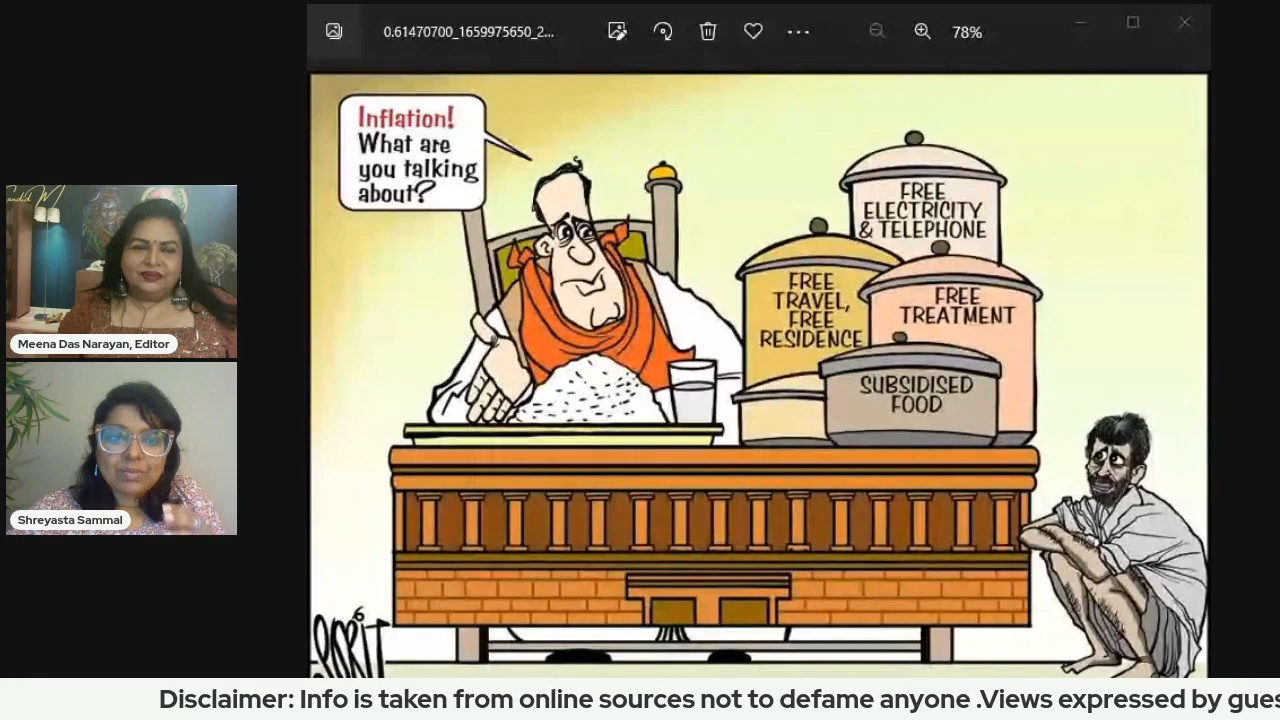 0.61470700_1659975650_2...
78%
Inflation!
What are
you talking
about?
FREE
ELECTRICITY
& TELEPHONE
FREE
TRAVEL,
FREE
RESIDENCE
FREE
TREATMENT
SUBSIDISED
FOOD
Meena Das Narayan, Editor
Shreyasta Sammal
Disclaimer: Info is taken from online sources not to defame anyone .Views expressed by gues